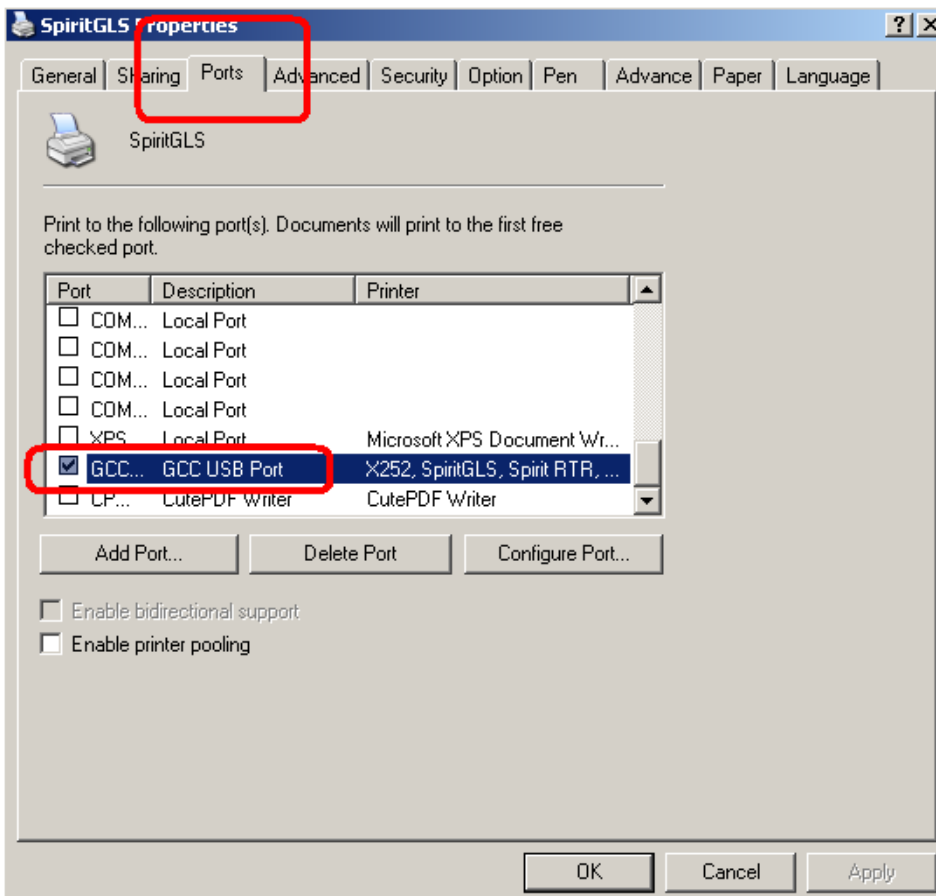 SpiritGLS Properties
General Sharing Ports Advanced Security Option Pen Advance Paper Language
SpiritGLS
Print to the following port(s). Documents will print to the first free
checked port.
Port Description Printer
COM... Local Port
COM... Local Port
COM... Local Port
COM... Local Port
XPS Local Port Microsoft XPS Document Wr...
GCC... GCC USB Port X252, SpiritGLS, Spirit RTR, ...
CP... CutePDF Writer CutePDF Writer
Add Port... Delete Port Configure Port...
Enable bidirectional support
Enable printer pooling
OK Cancel Apply